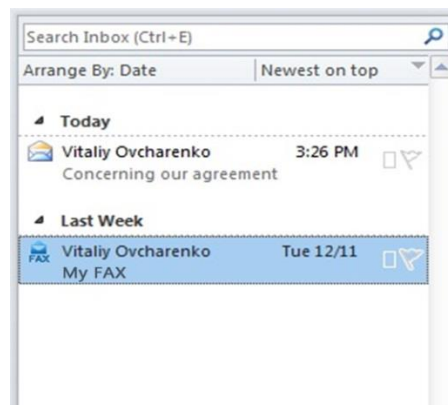 Search Inbox (Ctrl+E)
Arrange By: Date Newest on top
Today
Vitaliy Ovcharenko 3:26 PM
Concerning our agreement
Last Week
FAX Vitaliy Ovcharenko Tue 12/11
My FAX